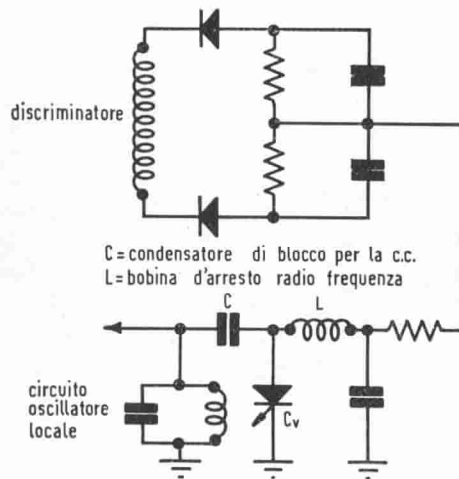 discriminatore
C = condensatore di blocco per la c.c.
L = bobina d'arresto radio frequenza
C
L
circuito
oscillatore
locale
Cv